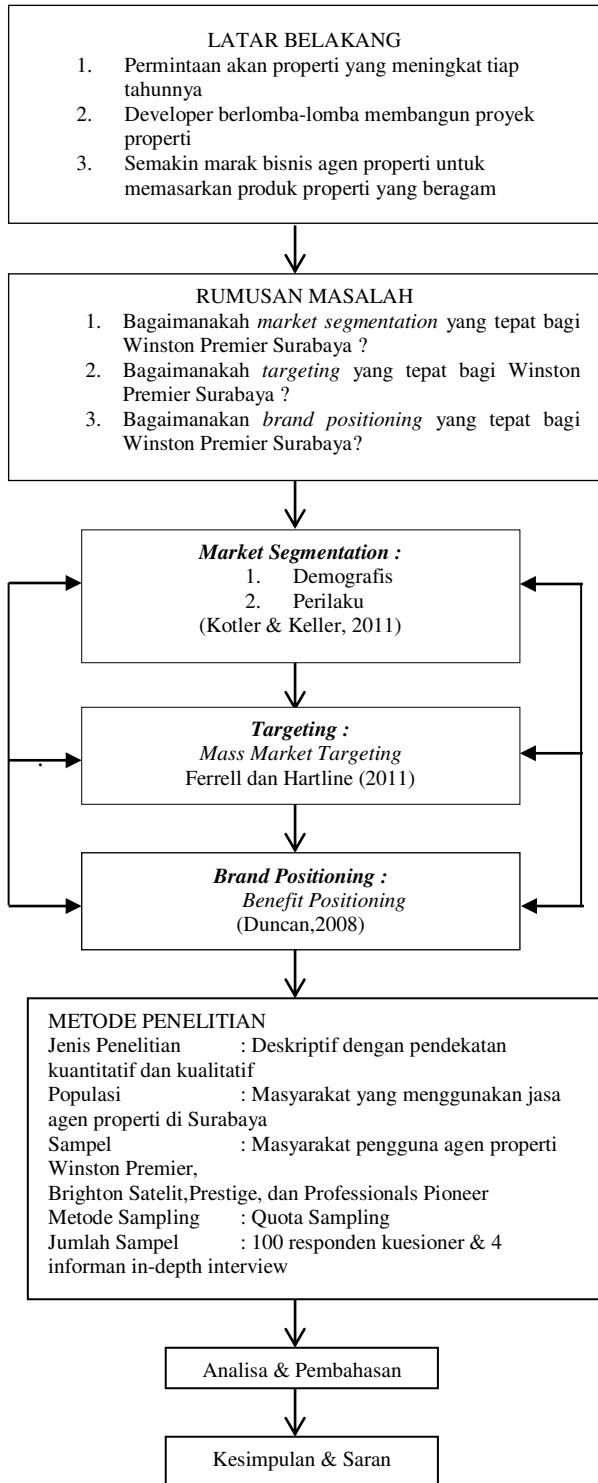 LATAR BELAKANG
1. Permintaan akan properti yang meningkat tiap
tahunnya
2. Developer berlomba-lomba membangun proyek
properti
3. Semakin marak bisnis agen properti untuk
memasarkan produk properti yang beragam
RUMUSAN MASALAH
1. Bagaimanakah market segmentation yang tepat bagi
Winston Premier Surabaya ?
2. Bagaimanakah targeting yang tepat bagi Winston
Premier Surabaya ?
3. Bagaimanakan brand positioning yang tepat bagi
Winston Premier Surabaya?
Market Segmentation :
1. Demografis
2. Perilaku
(Kotler & Keller, 2011)
Targeting :
Mass Market Targeting
Ferrell dan Hartline (2011)
.
Brand Positioning :
Benefit Positioning
(Duncan,2008)
METODE PENELITIAN
Jenis Penelitian : Deskriptif dengan pendekatan
kuantitatif dan kualitatif
Populasi : Masyarakat yang menggunakan jasa
agen properti di Surabaya
Sampel : Masyarakat pengguna agen properti
Winston Premier,
Brighton Satelit,Prestige, dan Professionals Pioneer
Metode Sampling : Quota Sampling
Jumlah Sampel : 100 responden kuesioner & 4
informan in-depth interview
Analisa & Pembahasan
Kesimpulan & Saran